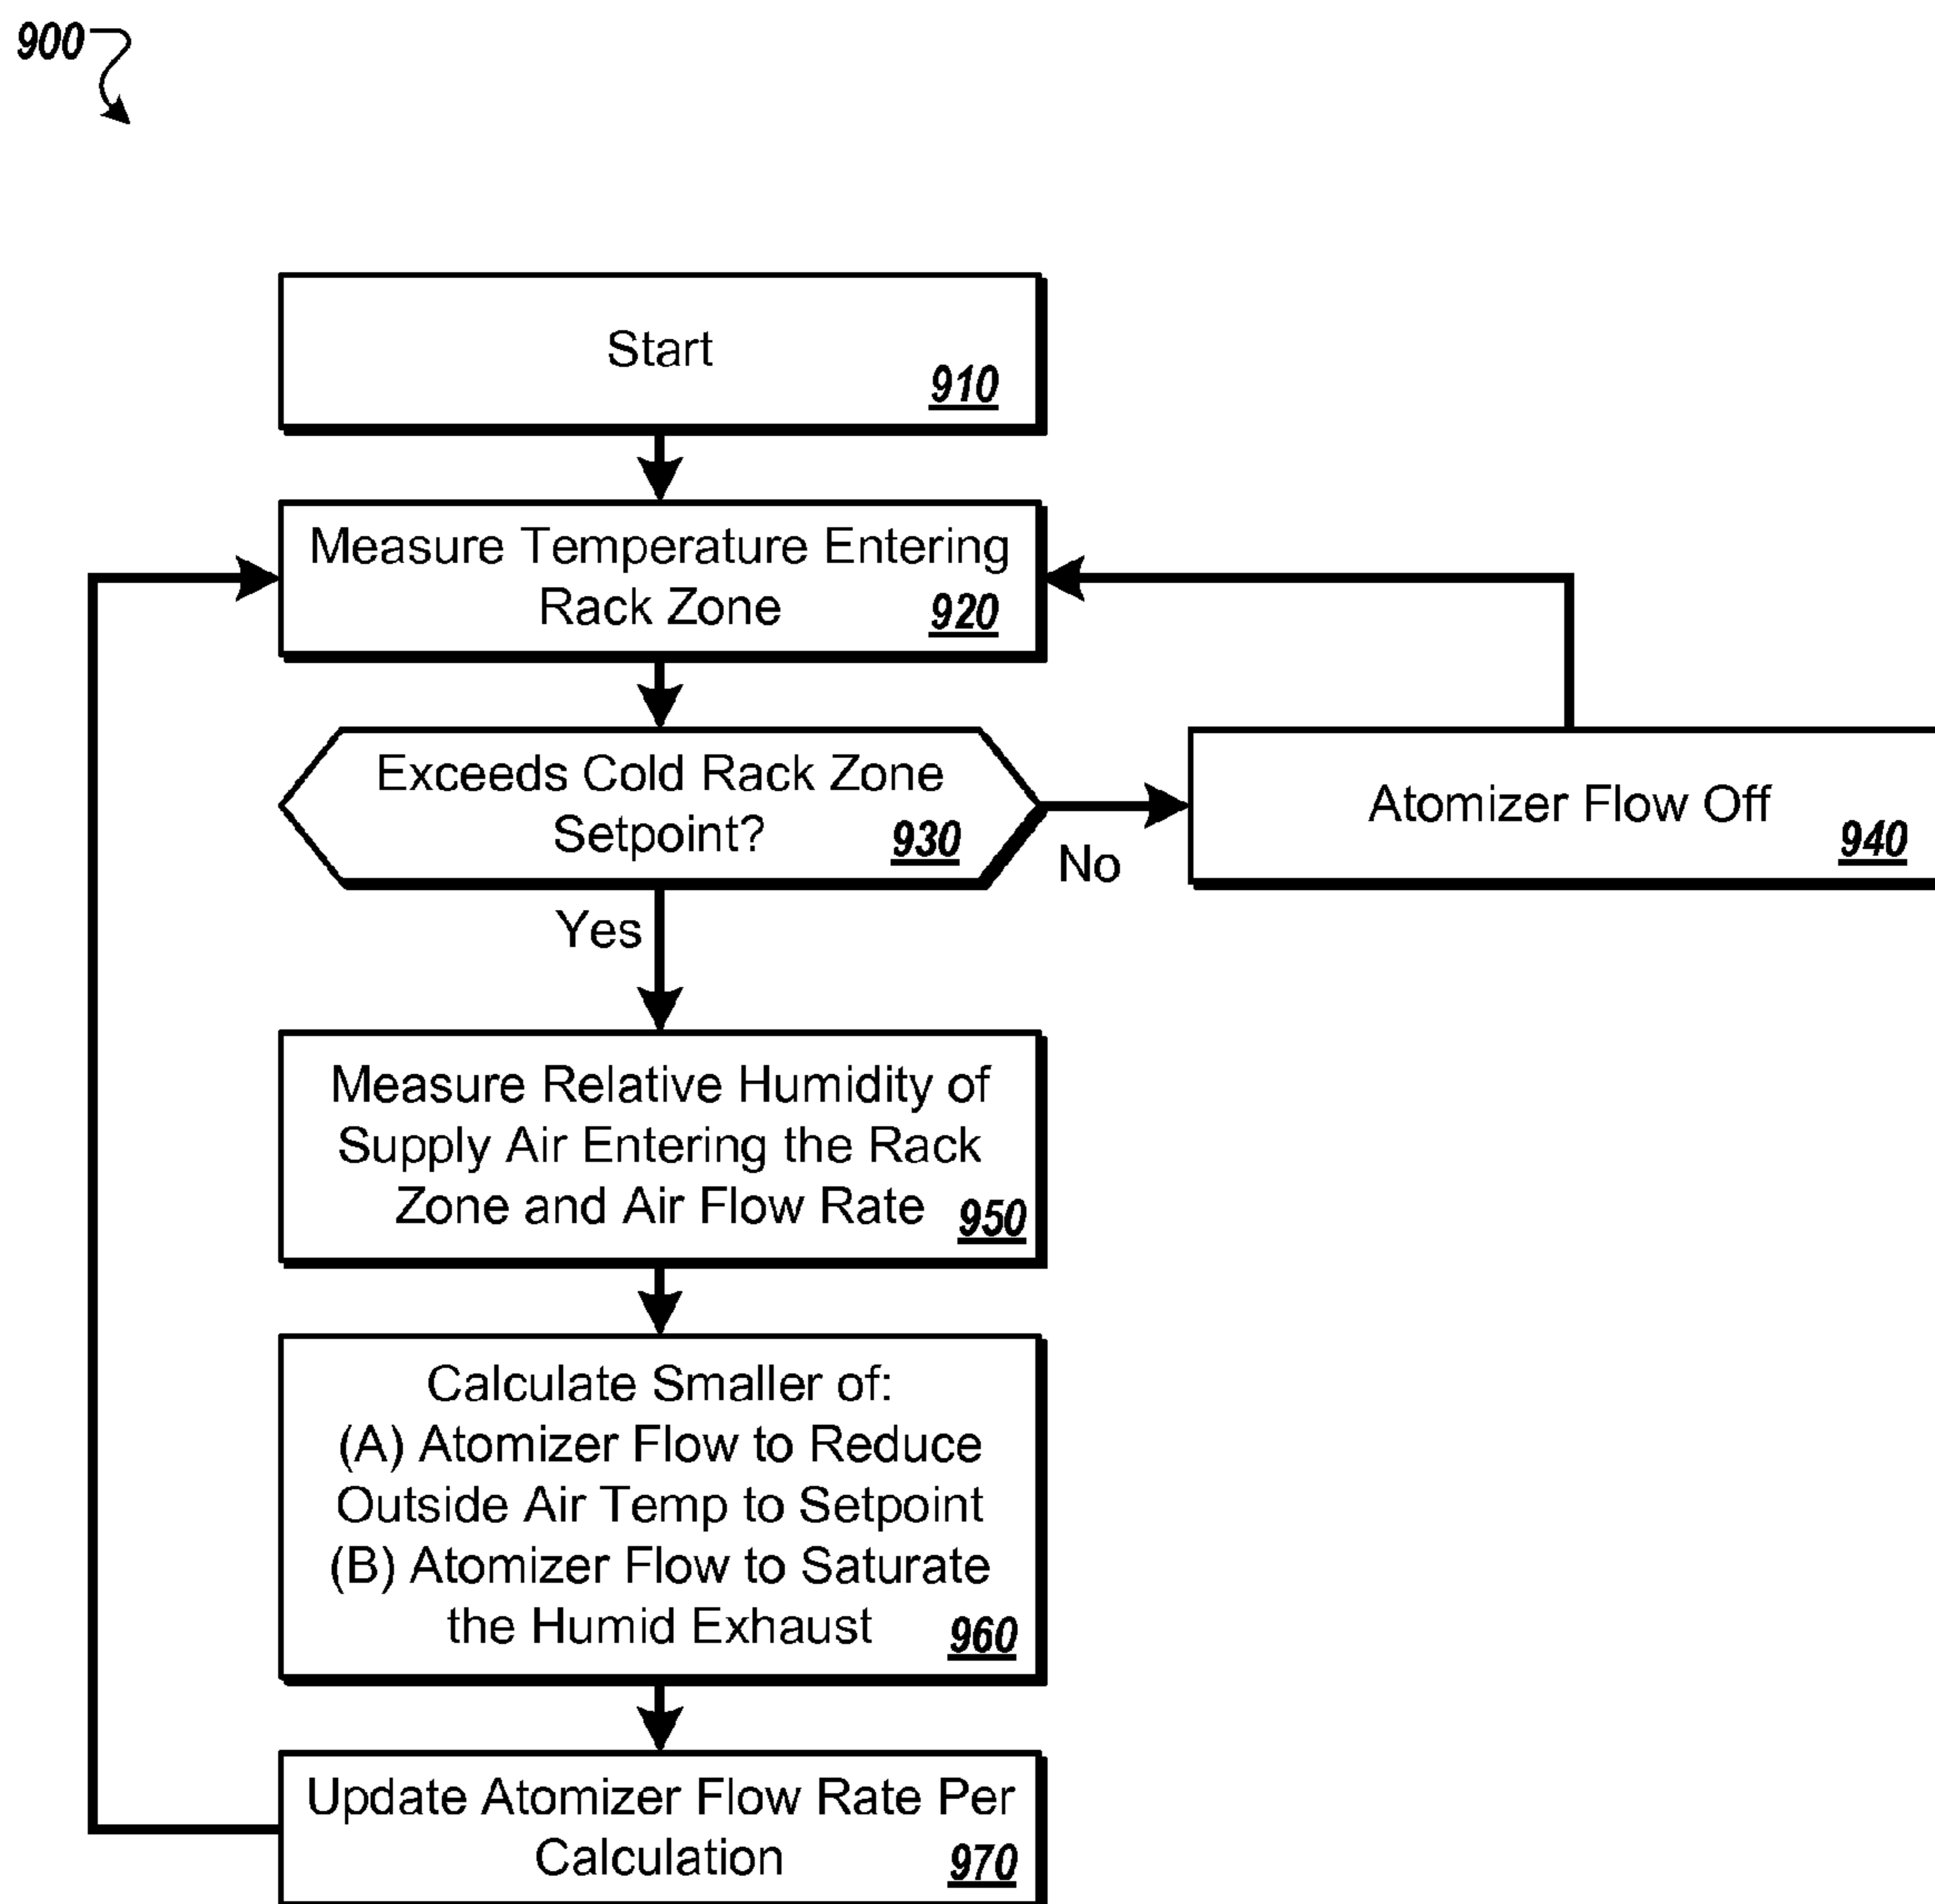 900
Start
910
Measure Temperature Entering
Rack Zone
920
Exceeds Cold Rack Zone
Setpoint?
930
No
Atomizer Flow Off
940
Yes
Measure Relative Humidity of
Supply Air Entering the Rack
Zone and Air Flow Rate
950
Calculate Smaller of:
(A) Atomizer Flow to Reduce
Outside Air Temp to Setpoint
(B) Atomizer Flow to Saturate
the Humid Exhaust
960
Update Atomizer Flow Rate Per
Calculation
970